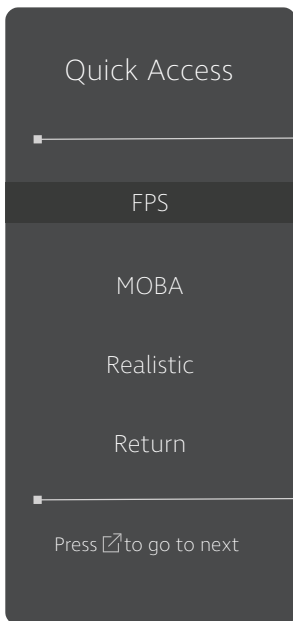 Quick Access
FPS
MOBA
Realistic
Return
Press to go to next